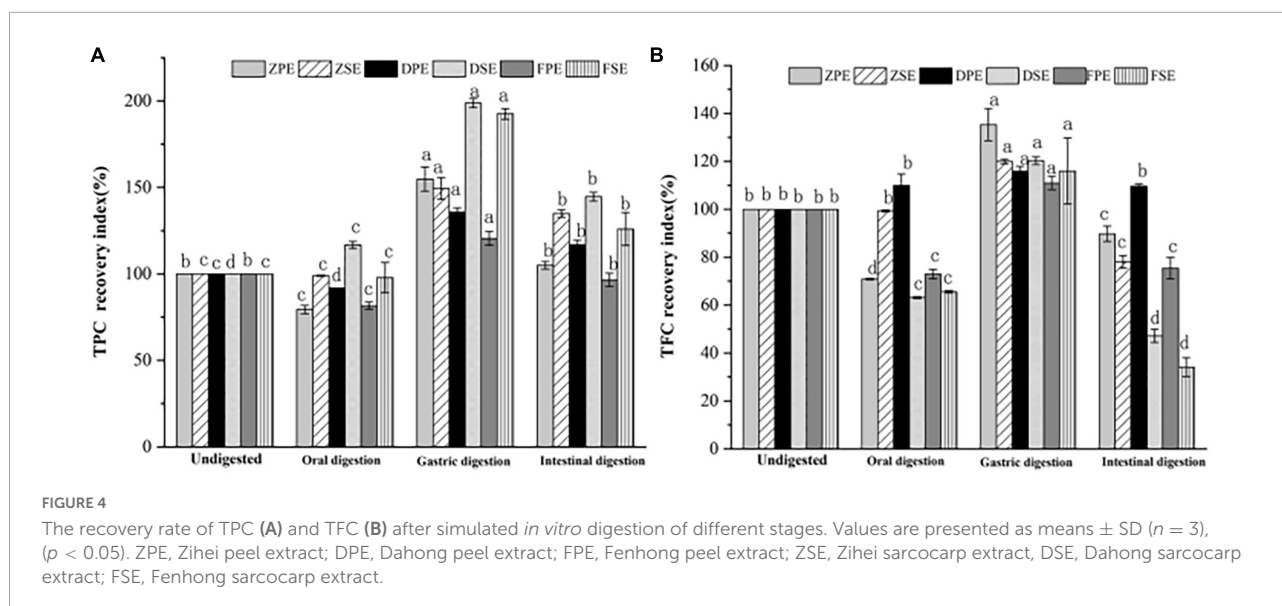 A
ZPE ZSE DPE DSE FPE FSE
TPC recovery index(%)
200
150
100
50
0
b c c d b c
c c d c c c
a a a a a a
b b b b b b
Undigested Oral digestion Gastric digestion Intestinal digestion
B
ZPE ZSE DPE DSE FPE FSE
TFC recovery index(%)
160
140
120
100
80
60
40
20
0
b b b b b b
d b b c c c
a a a a a a
c c b d c d
Undigested Oral digestion Gastric digestion Intestinal digestion
FIGURE 4
The recovery rate of TPC (A) and TFC (B) after simulated in vitro digestion of different stages. Values are presented as means ± SD (n = 3),
(p < 0.05). ZPE, Zihei peel extract; DPE, Dahong peel extract; FPE, Fenhong peel extract; ZSE, Zihei sarcocarp extract, DSE, Dahong sarcocarp
extract; FSE, Fenhong sarcocarp extract.